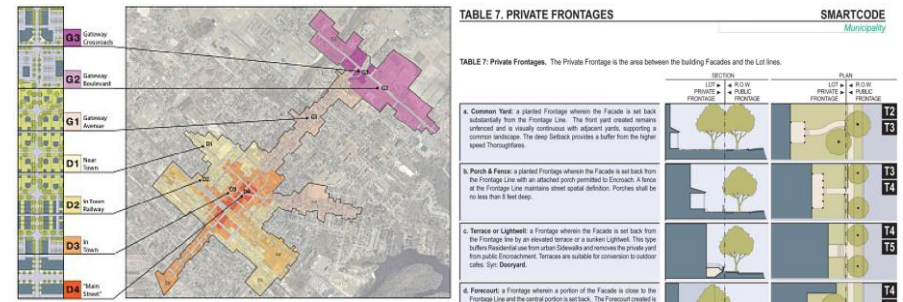 G3 Gateway
Crossroads
G2 Gateway
Boulevard
G1 Gateway
Avenue
D1 Near
Town
D2 In Town
Railway
D3 In
Town
D4 "Main
Street"
G1
G2
G1
D1
D2
D3
TABLE 7. PRIVATE FRONTAGES
SMARTCODE
Municipality
TABLE 7: Private Frontages. The Private Frontage is the area between the building Facades and the Lot lines.
SECTION
LOT ► ◄ R.O.W.
PRIVATE ► ◄ PUBLIC
FRONTAGE FRONTAGE
PLAN
LOT ► ◄ R.O.W.
PRIVATE ► ◄ PUBLIC
FRONTAGE FRONTAGE
a. Common Yard: a planted Frontage wherein the Facade is set back
substantially from the Frontage Line. The front yard created remains
unfenced and is visually continuous with adjacent yards, supporting a
common landscape. The deep Setback provides a buffer from the higher
speed Thoroughfares.
T2
T3
b. Porch & Fence: a planted Frontage wherein the Facade is set back from
the Frontage Line with an attached porch permitted to Encroach. A fence
at the Frontage Line maintains street spatial definition. Porches shall be
no less than 8 feet deep.
T3
T4
c. Terrace or Lightwell: a Frontage wherein the Facade is set back from
the Frontage line by an elevated terrace or a sunken Lightwell. This type
buffers Residential use from urban Sidewalks and removes the private yard
from public Encroachment. Terraces are suitable for conversion to outdoor
cafes. Syn: Dooryard.
T4
T5
d. Forecourt: a Frontage wherein a portion of the Facade is close to the
Frontage Line and the central portion is set back. The Forecourt created is
T4